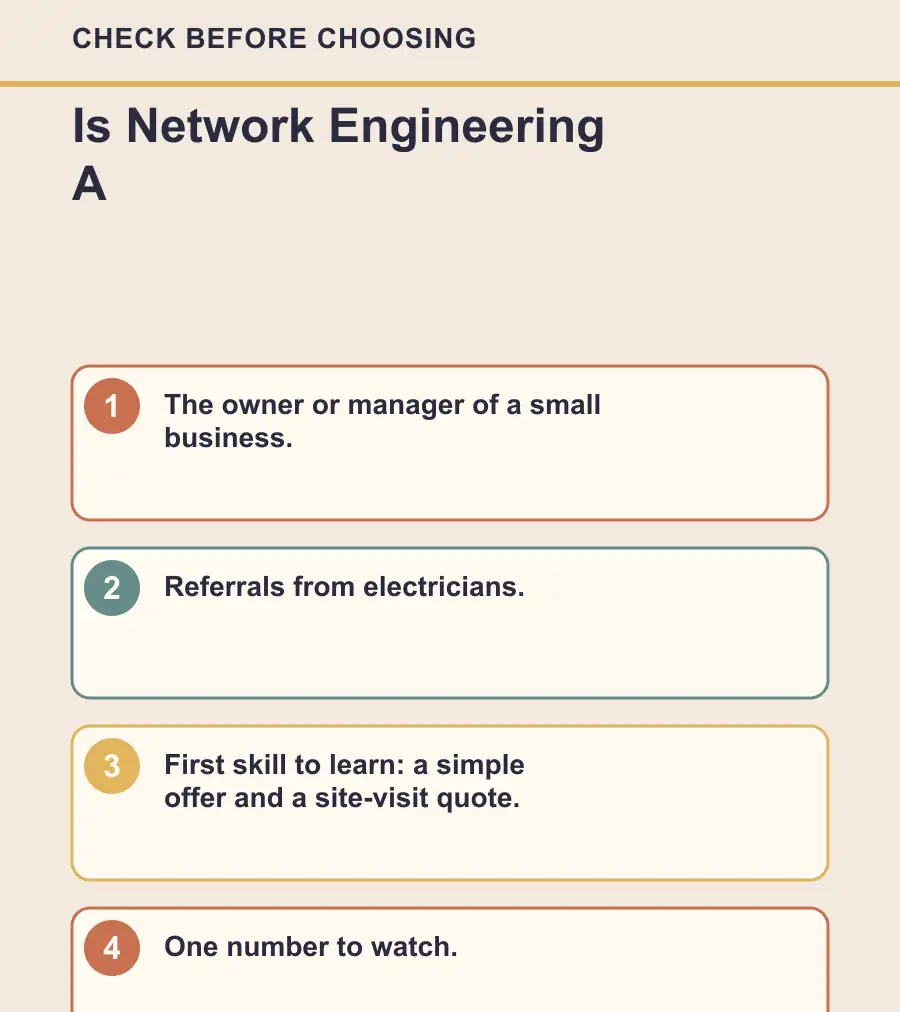 CHECK BEFORE CHOOSING
Is Network Engineering
A
1
The owner or manager of a small
business.
2
Referrals from electricians.
3
First skill to learn: a simple
offer and a site-visit quote.
4
One number to watch.